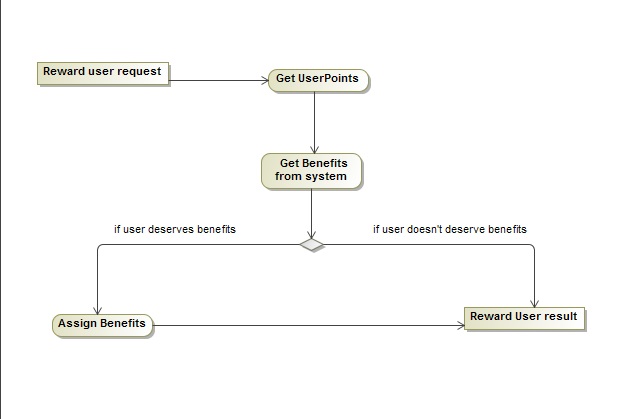 Reward user request
Get UserPoints
Get Benefits
from system
if user deserves benefits
if user doesn't deserve benefits
Assign Benefits
Reward User result